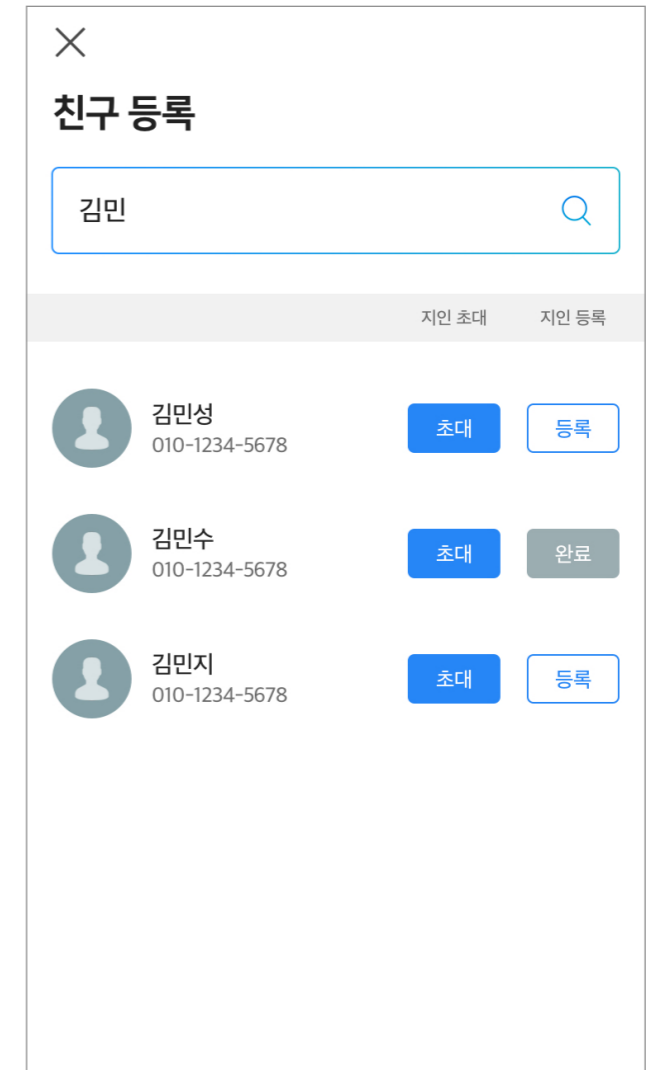 친구 등록
김민
지인 초대 지인 등록
김민성
010-1234-5678
초대 등록
김민수
010-1234-5678
초대 완료
김민지
010-1234-5678
초대 등록